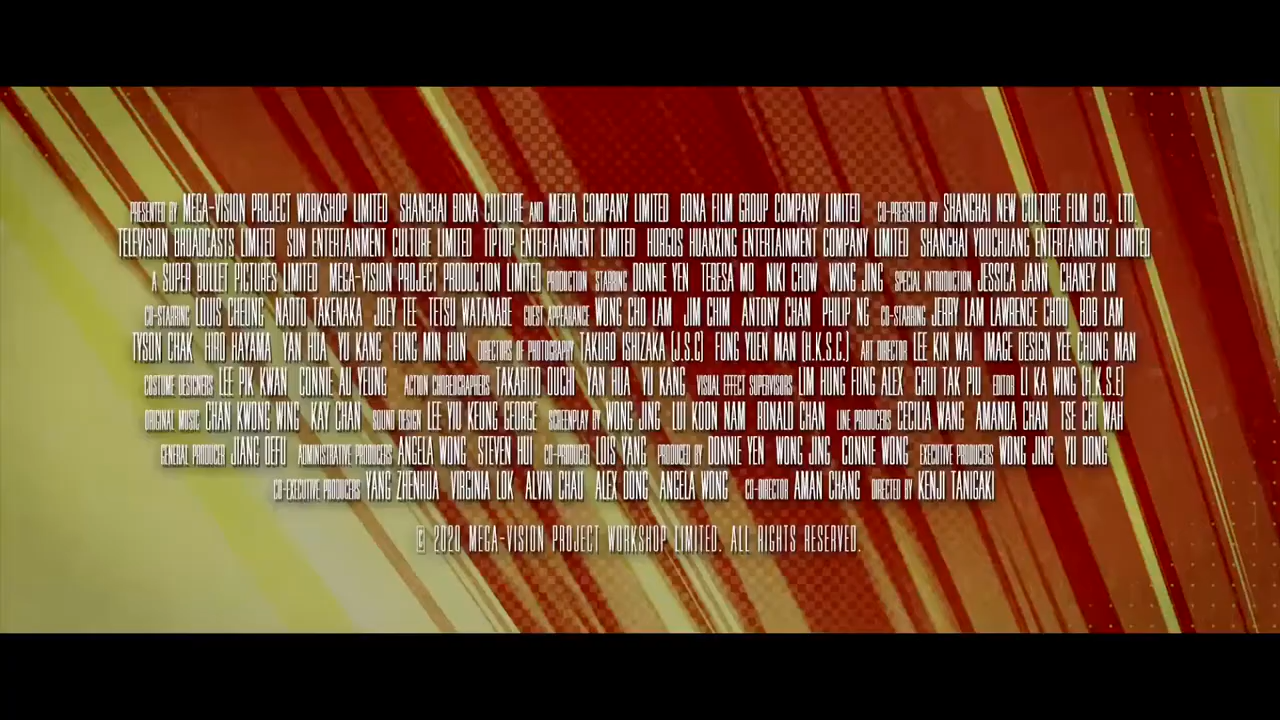 PRESENTED BY MEGA-VISION PROJECT WORKSHOP LIMITED SHANGHAI BONA CULTURE AND MEDIA COMPANY LIMITED BONA FILM GROUP COMPANY LIMITED CO-PRESENTED BY SHANGHAI NEW CULTURE FILM CO., LTD.
TELEVISION BROADCASTS LIMITED SUN ENTERTAINMENT CULTURE LIMITED TIPTOP ENTERTAINMENT LIMITED HORGOS HUANXING ENTERTAINMENT COMPANY LIMITED SHANGHAI YOUCHUANG ENTERTAINMENT LIMITED
A SUPER BULLET PICTURES LIMITED MEGA-VISION PROJECT PRODUCTION LIMITED PRODUCTION STARRING DONNIE YEN TERESA MO NIKI CHOW WONG JING SPECIAL INTRODUCTION JESSICA JANN CHANEY LIN
CO-STARRING LOUIS CHEUNG NAOTO TAKENAKA JOEY TEE TETSU WATANABE GUEST APPEARANCE WONG CHO LAM JIM CHIM ANTONY CHAN PHILIP NG CO-STARRING JERRY LAM LAWRENCE CHOU BOB LAM
TYSON CHAK HIRO HAYAMA YAN HUA YU KANG FUNG MIN HUN DIRECTORS OF PHOTOGRAPHY TAKURO ISHIZAKA (J.S.C) FUNG YUEN MAN (H.K.S.C.) ART DIRECTOR LEE KIN WAI IMAGE DESIGN YEE CHUNG MAN
COSTUME DESIGNERS LEE PIK KWAN CONNIE AU YEUNG ACTION CHOREOGRAPHERS TAKAHITO OUCHI YAN HUA YU KANG VISUAL EFFECT SUPERVISORS LIM HUNG FUNG ALEX CHUI TAK PIU EDITOR LI KA WING (H.K.S.E)
ORIGINAL MUSIC CHAN KWONG WING KAY CHAN SOUND DESIGN LEE YIU KEUNG GEORGE SCREENPLAY BY WONG JING LUI KOON NAM RONALD CHAN LINE PRODUCERS CECILIA WANG AMANDA CHAN TSE CHI WAH
GENERAL PRODUCER JIANG DEFU ADMINISTRATIVE PRODUCERS ANGELA WONG STEVEN HUI CO-PRODUCER LOIS YANG PRODUCED BY DONNIE YEN WONG JING CONNIE WONG EXECUTIVE PRODUCERS WONG JING YU DONG
CO-EXECUTIVE PRODUCERS YANG ZHENHUA VIRGINIA LOK ALVIN CHAU ALEX DONG ANGELA WONG CO-DIRECTOR AMAN CHANG DIRECTED BY KENJI TANIGAKI
© 2020 MEGA-VISION PROJECT WORKSHOP LIMITED. ALL RIGHTS RESERVED.